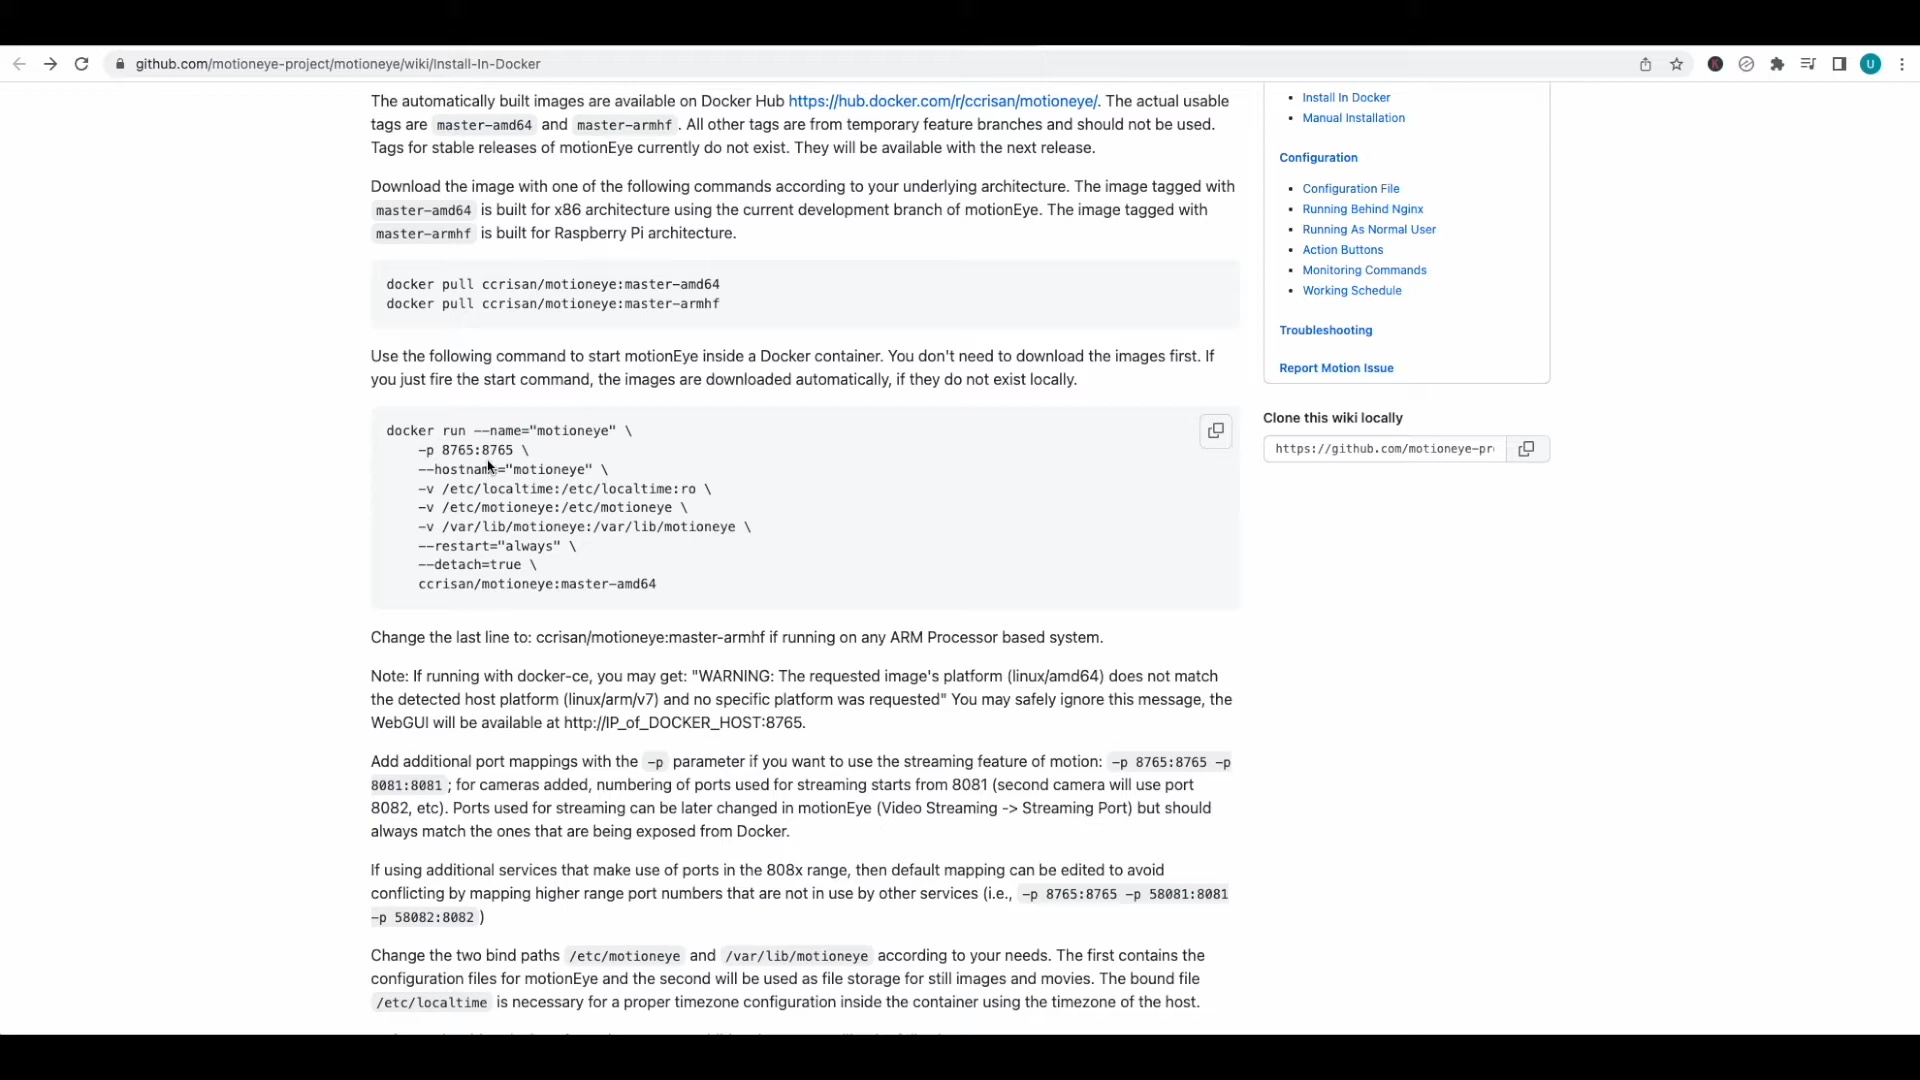 github.com/motioneye-project/motioneye/wiki/Install-In-Docker
U
The automatically built images are available on Docker Hub https://hub.docker.com/r/ccrisan/motioneye/. The actual usable
tags are master-amd64 and master-armhf. All other tags are from temporary feature branches and should not be used.
Tags for stable releases of motionEye currently do not exist. They will be available with the next release.
Download the image with one of the following commands according to your underlying architecture. The image tagged with
master-amd64 is built for x86 architecture using the current development branch of motionEye. The image tagged with
master-armhf is built for Raspberry Pi architecture.
docker pull ccrisan/motioneye:master-amd64
docker pull ccrisan/motioneye:master-armhf
Use the following command to start motionEye inside a Docker container. You don't need to download the images first. If
you just fire the start command, the images are downloaded automatically, if they do not exist locally.
docker run --name="motioneye" \
-p 8765:8765 \
--hostname="motioneye" \
-v /etc/localtime:/etc/localtime:ro \
-v /etc/motioneye:/etc/motioneye \
-v /var/lib/motioneye:/var/lib/motioneye \
--restart="always" \
--detach=true \
ccrisan/motioneye:master-amd64
Change the last line to: ccrisan/motioneye:master-armhf if running on any ARM Processor based system.
Note: If running with docker-ce, you may get: "WARNING: The requested image's platform (linux/amd64) does not match
the detected host platform (linux/arm/v7) and no specific platform was requested" You may safely ignore this message, the
WebGUI will be available at http://IP_of_DOCKER_HOST:8765.
Add additional port mappings with the -p parameter if you want to use the streaming feature of motion: -p 8765:8765 -p
8081:8081 ; for cameras added, numbering of ports used for streaming starts from 8081 (second camera will use port
8082, etc). Ports used for streaming can be later changed in motionEye (Video Streaming -> Streaming Port) but should
always match the ones that are being exposed from Docker.
If using additional services that make use of ports in the 808x range, then default mapping can be edited to avoid
conflicting by mapping higher range port numbers that are not in use by other services (i.e., -p 8765:8765 -p 58081:8081
-p 58082:8082 )
Change the two bind paths /etc/motioneye and /var/lib/motioneye according to your needs. The first contains the
configuration files for motionEye and the second will be used as file storage for still images and movies. The bound file
/etc/localtime is necessary for a proper timezone configuration inside the container using the timezone of the host.
Install In Docker
Manual Installation
Configuration
Configuration File
Running Behind Nginx
Running As Normal User
Action Buttons
Monitoring Commands
Working Schedule
Troubleshooting
Report Motion Issue
Clone this wiki locally
https://github.com/motioneye-pr